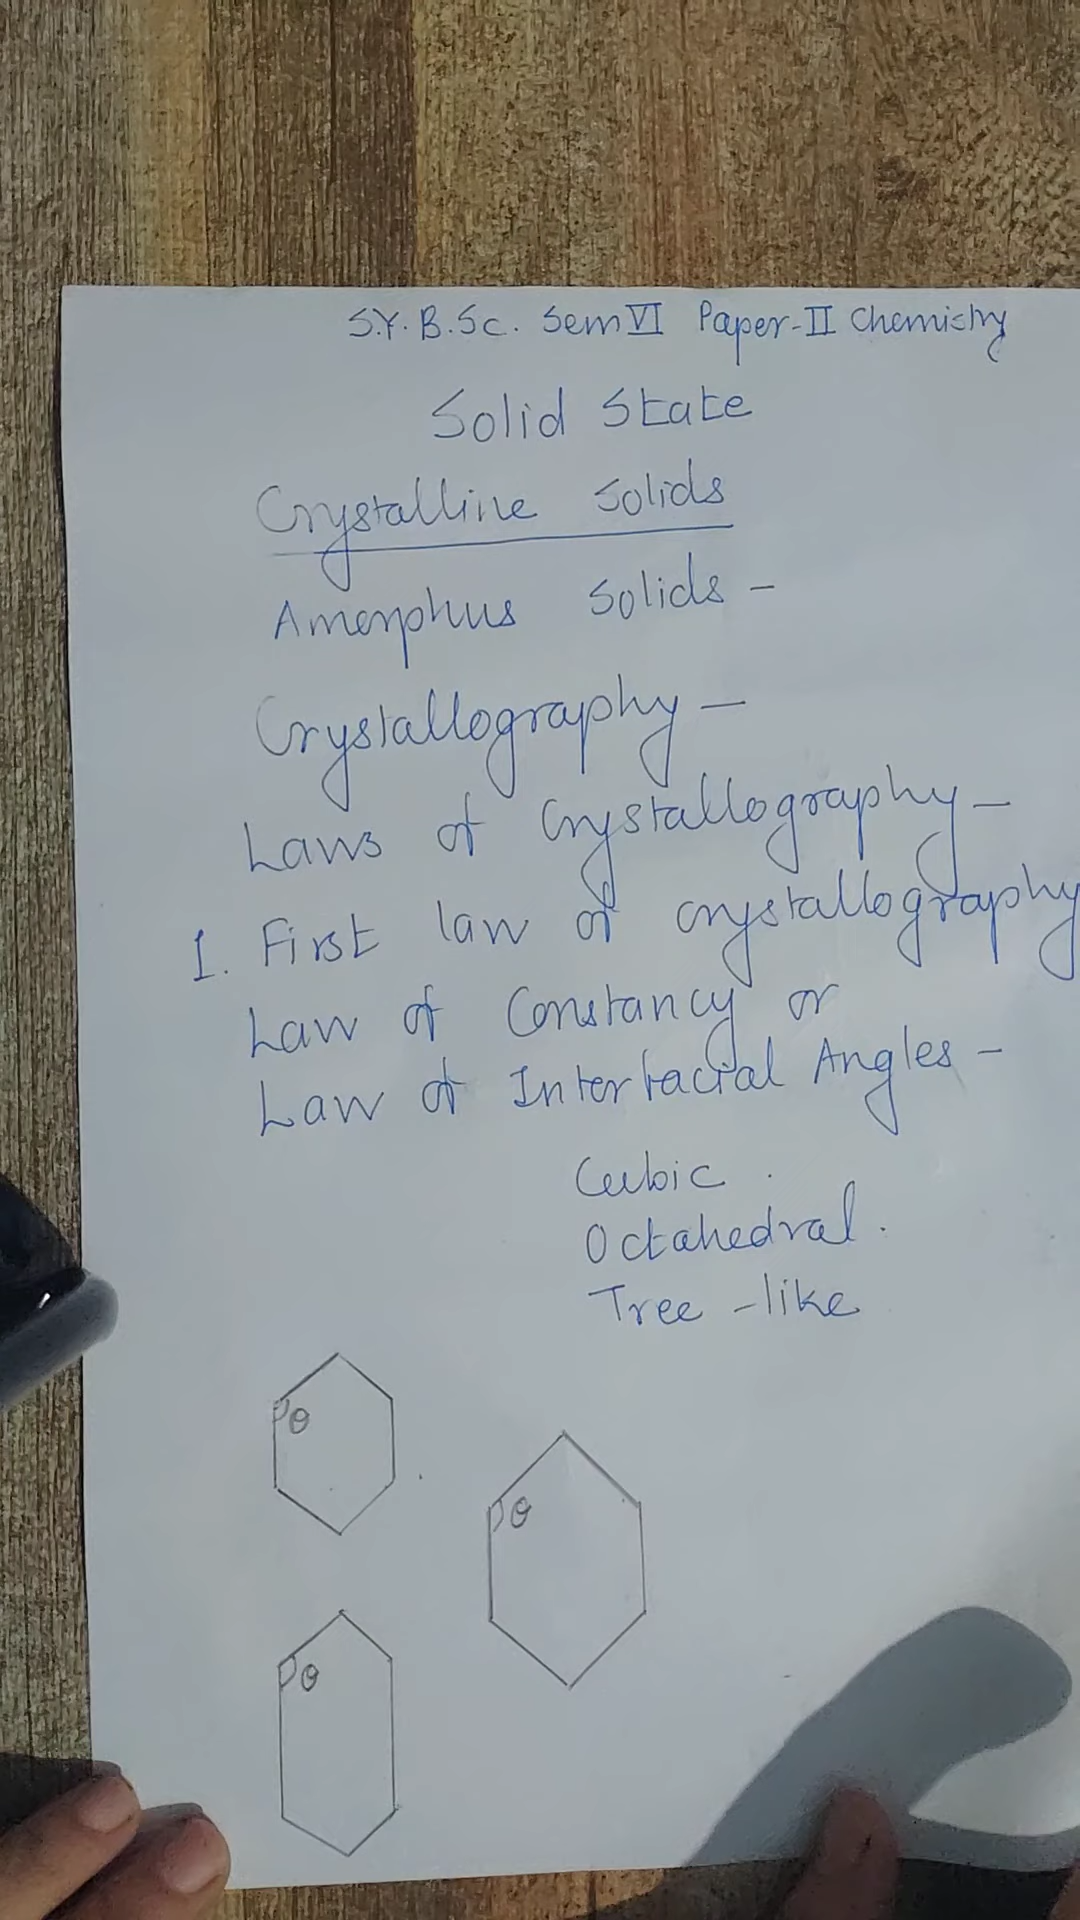 S.Y. B.Sc. Sem VI Paper-II Chemistry
Solid State
Crystalline Solids
Amorphus Solids -
Crystallography -
Laws of Crystallography -
1. First law of crystallography
Law of Constancy or
Law of Interfacial Angles -
Cubic .
Octahedral .
Tree -like
θ
θ
θ